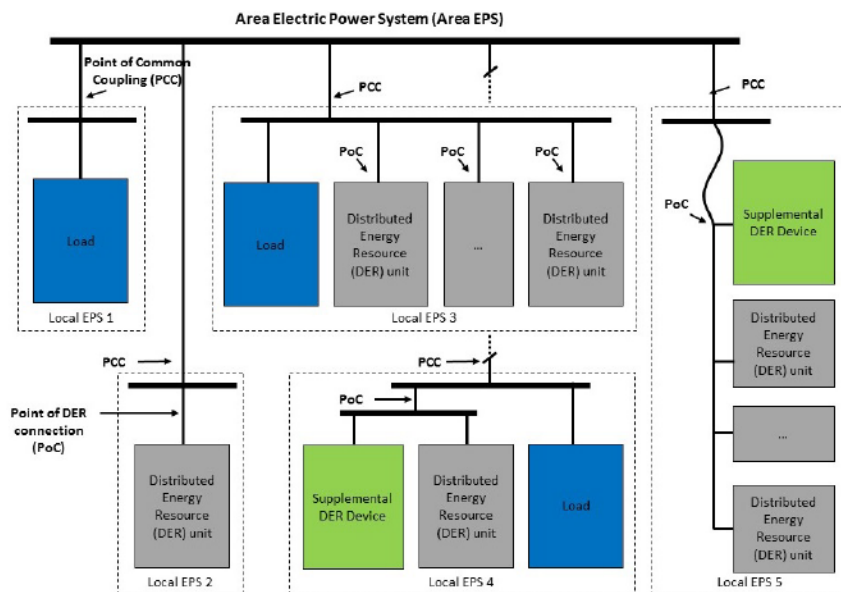 Area Electric Power System (Area EPS)
Point of Common
Coupling (PCC)
PCC
PCC
PoC
PoC
PoC
Load
Load
Distributed
Energy
Resource
(DER) unit
...
Distributed
Energy
Resource
(DER) unit
PoC
Supplemental
DER Device
Local EPS 1
Local EPS 3
Distributed
Energy
Resource
(DER) unit
PCC
PCC
Point of DER
connection
(PoC)
PoC
...
Distributed
Energy
Resource
(DER) unit
Supplemental
DER Device
Distributed
Energy
Resource
(DER) unit
Load
Distributed
Energy
Resource
(DER) unit
Local EPS 2
Local EPS 4
Local EPS 5